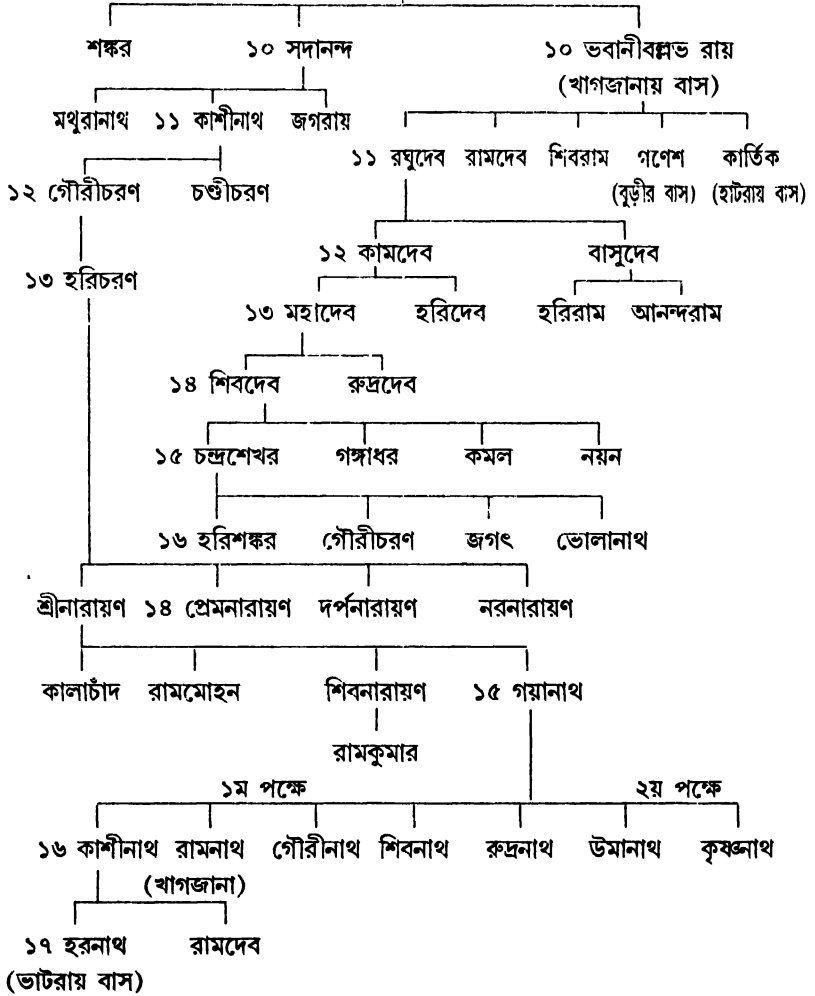 শঙ্কর ১০ সদানন্দ ১০ ভবানীবল্লভ রায়
(খাগজানায় বাস)
মথুরানাথ ১১ কাশীনাথ জগরায়
১১ রঘুদেব রামদেব শিবরাম গণেশ কার্তিক
(বুড়ীর বাস) (হাটরায় বাস)
১২ গৌরীচরণ চণ্ডীচরণ
১২ কামদেব বাসুদেব
১৩ হরিচরণ
১৩ মহাদেব হরিদেব হরিরাম আনন্দরাম
১৪ শিবদেব রুদ্রদেব
১৫ চন্দ্রশেখর গঙ্গাধর কমল নয়ন
১৬ হরিশঙ্কর গৌরীচরণ জগৎ ভোলানাথ
শ্রীনারায়ণ ১৪ প্রেমনারায়ণ দর্পনারায়ণ নরনারায়ণ
কালাচাঁদ রামমোহন শিবনারায়ণ ১৫ গয়ানাথ
রামকুমার
১ম পক্ষে ২য় পক্ষে
১৬ কাশীনাথ রামনাথ গৌরীনাথ শিবনাথ রুদ্রনাথ উমানাথ কৃষ্ণনাথ
(খাগজানা)
১৭ হরনাথ রামদেব
(ভাটরায় বাস)